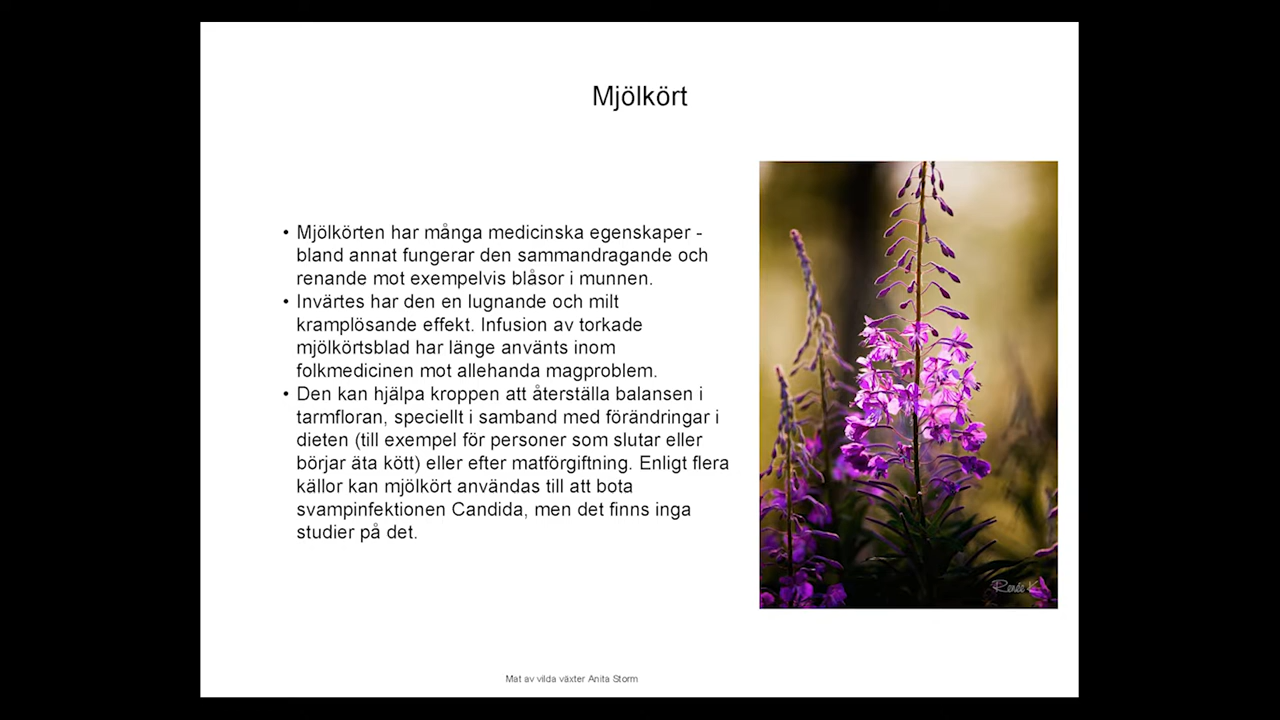 Mjölkört
• Mjölkörten har många medicinska egenskaper -
bland annat fungerar den sammandragande och
renande mot exempelvis blåsor i munnen.
• Invärtes har den en lugnande och milt
kramplösande effekt. Infusion av torkade
mjölkörtsblad har länge använts inom
folkmedicinen mot allehanda magproblem.
• Den kan hjälpa kroppen att återställa balansen i
tarmfloran, speciellt i samband med förändringar i
dieten (till exempel för personer som slutar eller
börjar äta kött) eller efter matförgiftning. Enligt flera
källor kan mjölkört användas till att bota
svampinfektionen Candida, men det finns inga
studier på det.
Renée
Mat av vilda växter Anita Storm